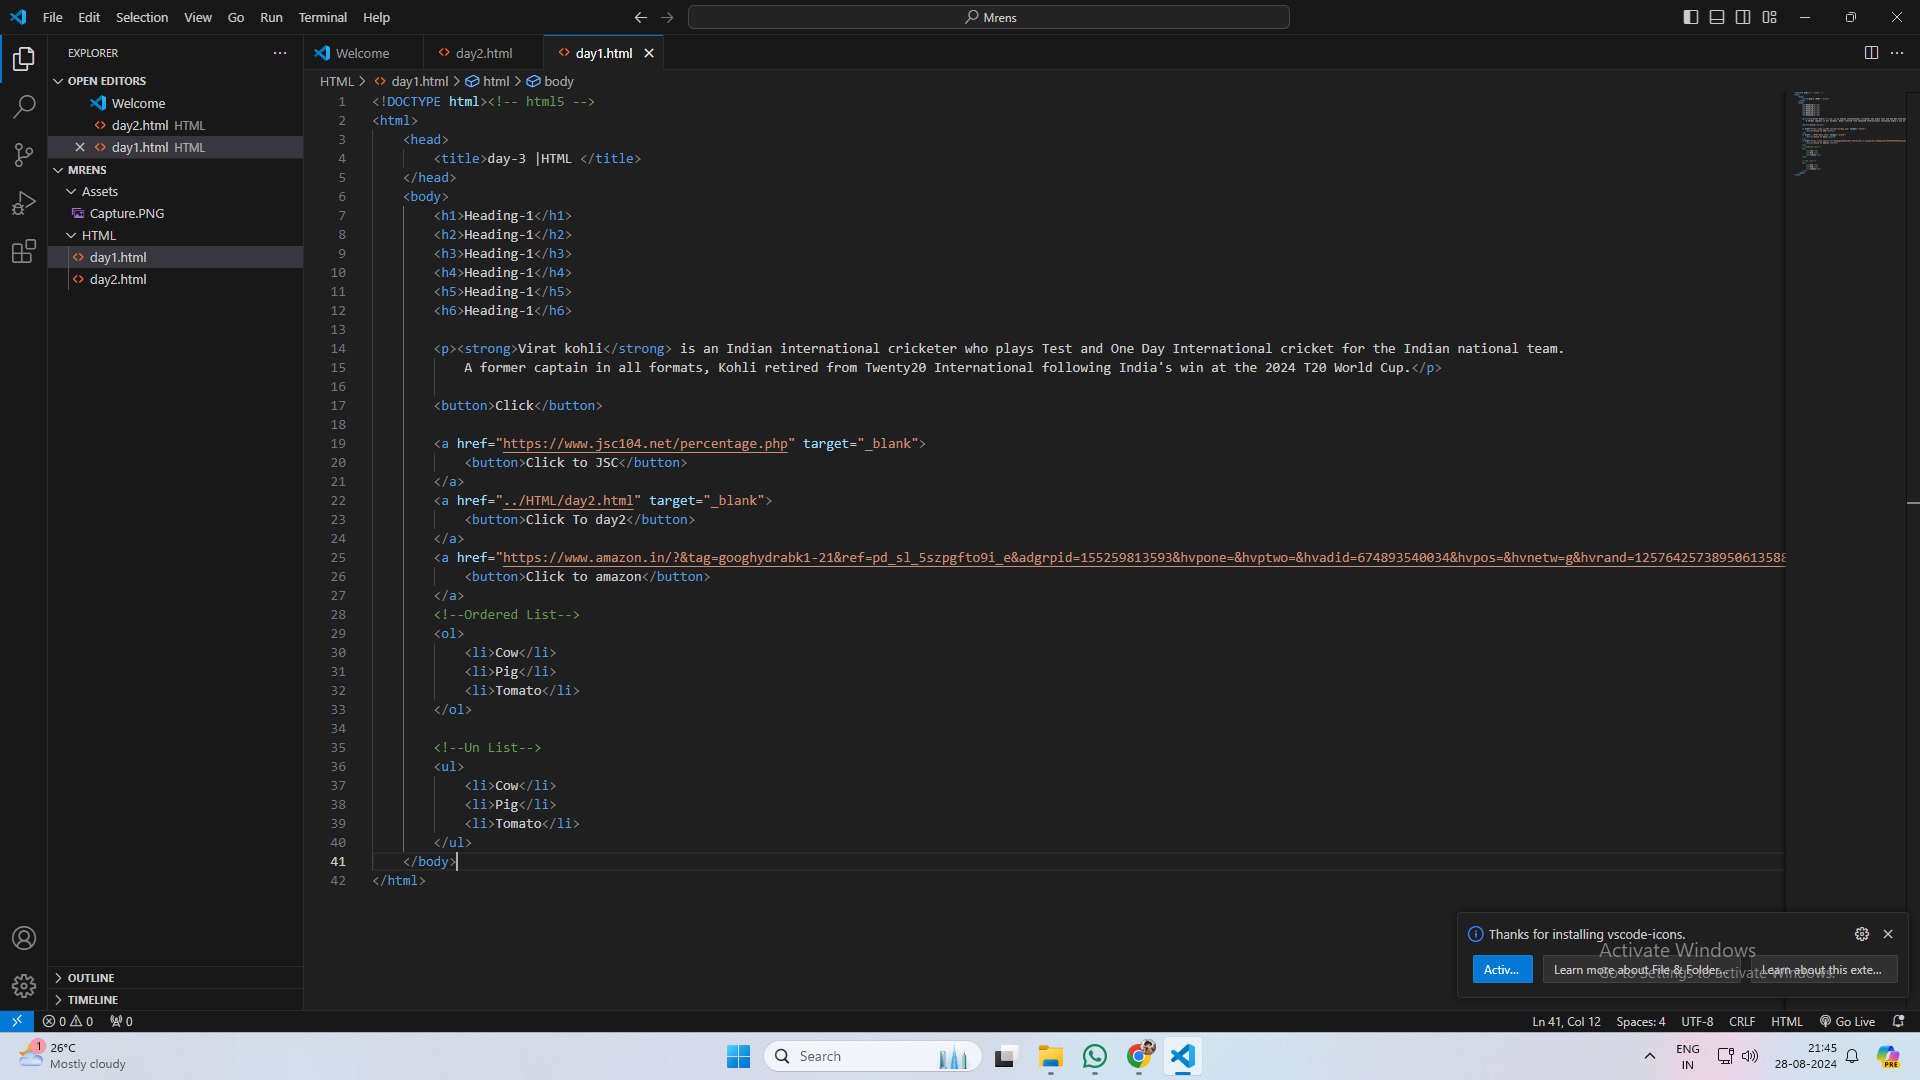 File Edit Selection View Go Run Terminal Help
Mrens
EXPLORER
OPEN EDITORS
Welcome
day2.html HTML
day1.html HTML
MRENS
Assets
Capture.PNG
HTML
day1.html
day2.html
OUTLINE
TIMELINE
Welcome day2.html day1.html
HTML > day1.html > html > body
1 <!DOCTYPE html><!-- html5 -->
2 <html>
3 <head>
4 <title>day-3 |HTML </title>
5 </head>
6 <body>
7 <h1>Heading-1</h1>
8 <h2>Heading-1</h2>
9 <h3>Heading-1</h3>
10 <h4>Heading-1</h4>
11 <h5>Heading-1</h5>
12 <h6>Heading-1</h6>
13
14 <p><strong>Virat kohli</strong> is an Indian international cricketer who plays Test and One Day International cricket for the Indian national team.
15 A former captain in all formats, Kohli retired from Twenty20 International following India's win at the 2024 T20 World Cup.</p>
16
17 <button>Click</button>
18
19 <a href="https://www.jsc104.net/percentage.php" target="_blank">
20 <button>Click to JSC</button>
21 </a>
22 <a href="../HTML/day2.html" target="_blank">
23 <button>Click To day2</button>
24 </a>
25 <a href="https://www.amazon.in/?&tag=googhydrabk1-21&ref=pd_sl_5szpgfto9i_e&adgrpid=155259813593&hvpone=&hvptwo=&hvadid=674893540034&hvpos=&hvnetw=g&hvrand=12576425738950613588
26 <button>Click to amazon</button>
27 </a>
28 <!--Ordered List-->
29 <ol>
30 <li>Cow</li>
31 <li>Pig</li>
32 <li>Tomato</li>
33 </ol>
34
35 <!--Un List-->
36 <ul>
37 <li>Cow</li>
38 <li>Pig</li>
39 <li>Tomato</li>
40 </ul>
41 </body>
42 </html>
Thanks for installing vscode-icons.
Activ... Learn more about File & Folder... Learn about this exte...
Activate Windows
Go to Settings to activate Windows.
0 0 0
Ln 41, Col 12 Spaces: 4 UTF-8 CRLF HTML Go Live
1
26°C
Mostly cloudy
Search
PRE
ENG
IN
21:45
28-08-2024